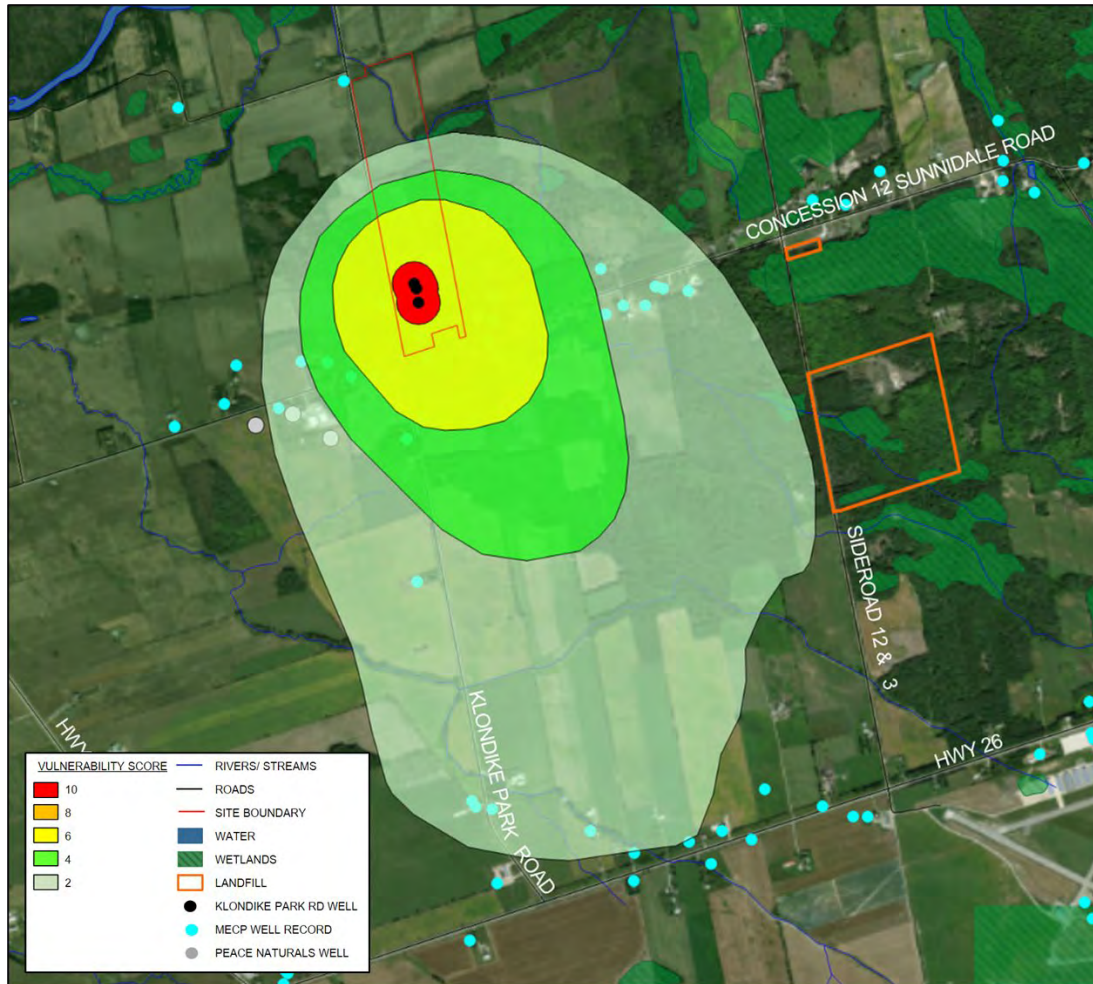 CONCESSION 12 SUNNIDALE ROAD
SIDEROAD 12 & 3
HWY 26
KLONDIKE PARK ROAD
HWY
VULNERABILITY SCORE
10
8
6
4
2
RIVERS/ STREAMS
ROADS
SITE BOUNDARY
WATER
WETLANDS
LANDFILL
KLONDIKE PARK RD WELL
MECP WELL RECORD
PEACE NATURALS WELL